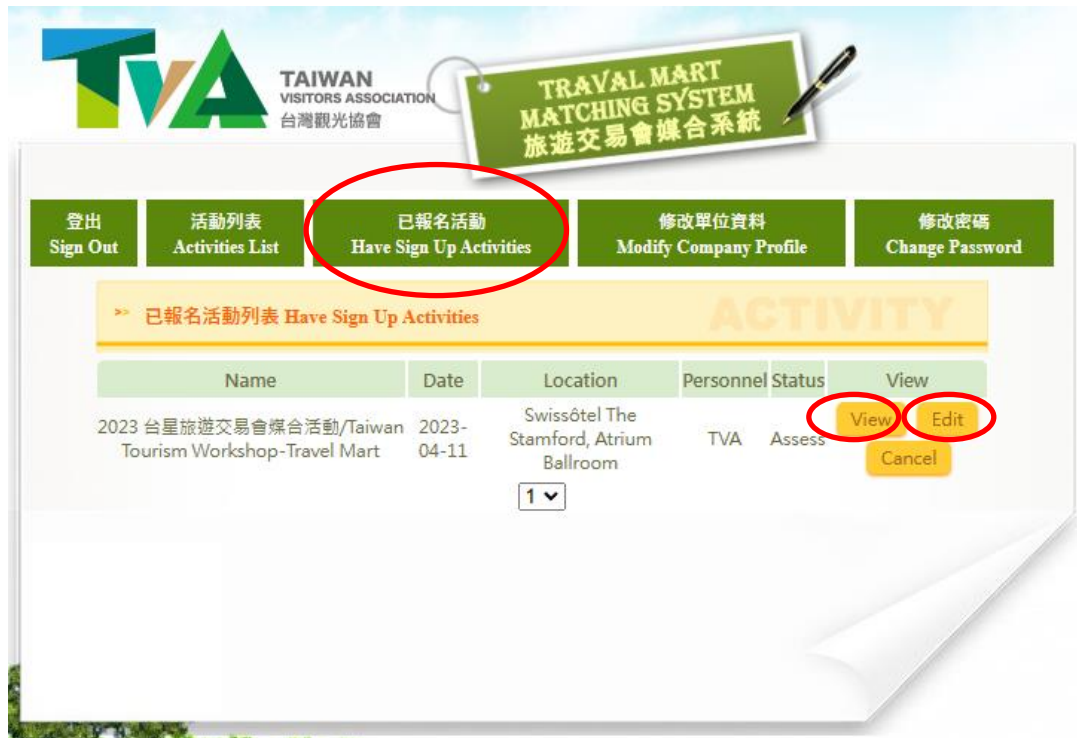 TVA
TAIWAN
VISITORS ASSOCIATION
台灣觀光協會
TRAVAL MART
MATCHING SYSTEM
旅遊交易會媒合系統
登出
Sign Out
活動列表
Activities List
已報名活動
Have Sign Up Activities
修改單位資料
Modify Company Profile
修改密碼
Change Password
已報名活動列表 Have Sign Up Activities
ACTIVITY
Name Date Location Personnel Status View
2023 台星旅遊交易會媒合活動/Taiwan
Tourism Workshop-Travel Mart
2023-
04-11
Swissôtel The
Stamford, Atrium
Ballroom
TVA
Assess
View Edit
Cancel
1